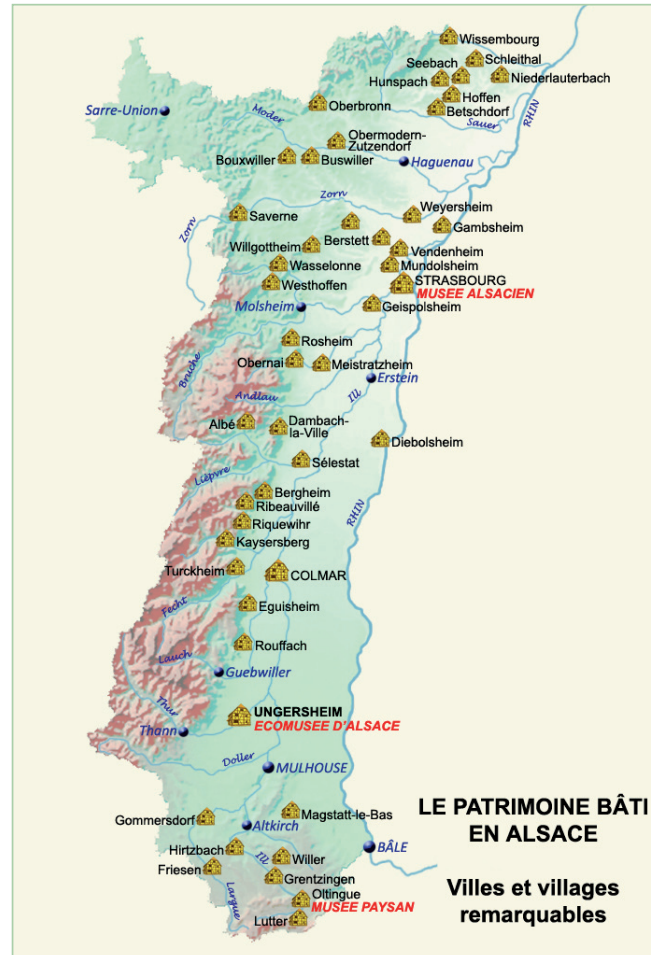 Wissembourg
Schleithal
Seebach
Niederlauterbach
Hunspach
Hoffen
Betschdorf
Oberbronn
Sarre-Union
Moder
Sauer
RHIN
Obermodern-
Zutzendorf
Bouxwiller
Buswiller
Haguenau
Zorn
Zorn
Saverne
Weyersheim
Gambsheim
Berstett
Willgottheim
Vendenheim
Wasselonne
Mundolsheim
Westhoffen
STRASBOURG
MUSEE ALSACIEN
Molsheim
Geispolsheim
Rosheim
Bruche
Obernai
Meistratzheim
Erstein
Andlau
Ill
Albé
Dambach-
la-Ville
Diebolsheim
Sélestat
Lièpvre
Bergheim
Ribeauvillé
RHIN
Riquewihr
Kaysersberg
Turckheim
COLMAR
Fecht
Eguisheim
Rouffach
Lauch
Guebwiller
Thur
UNGERSHEIM
ECOMUSEE D'ALSACE
Thann
Doller
MULHOUSE
Gommersdorf
Magstatt-le-Bas
Altkirch
LE PATRIMOINE BÂTI
EN ALSACE
Hirtzbach
BÂLE
Ill
Willer
Friesen
Grentzingen
Largue
Oltingue
MUSEE PAYSAN
Lutter
Villes et villages
remarquables